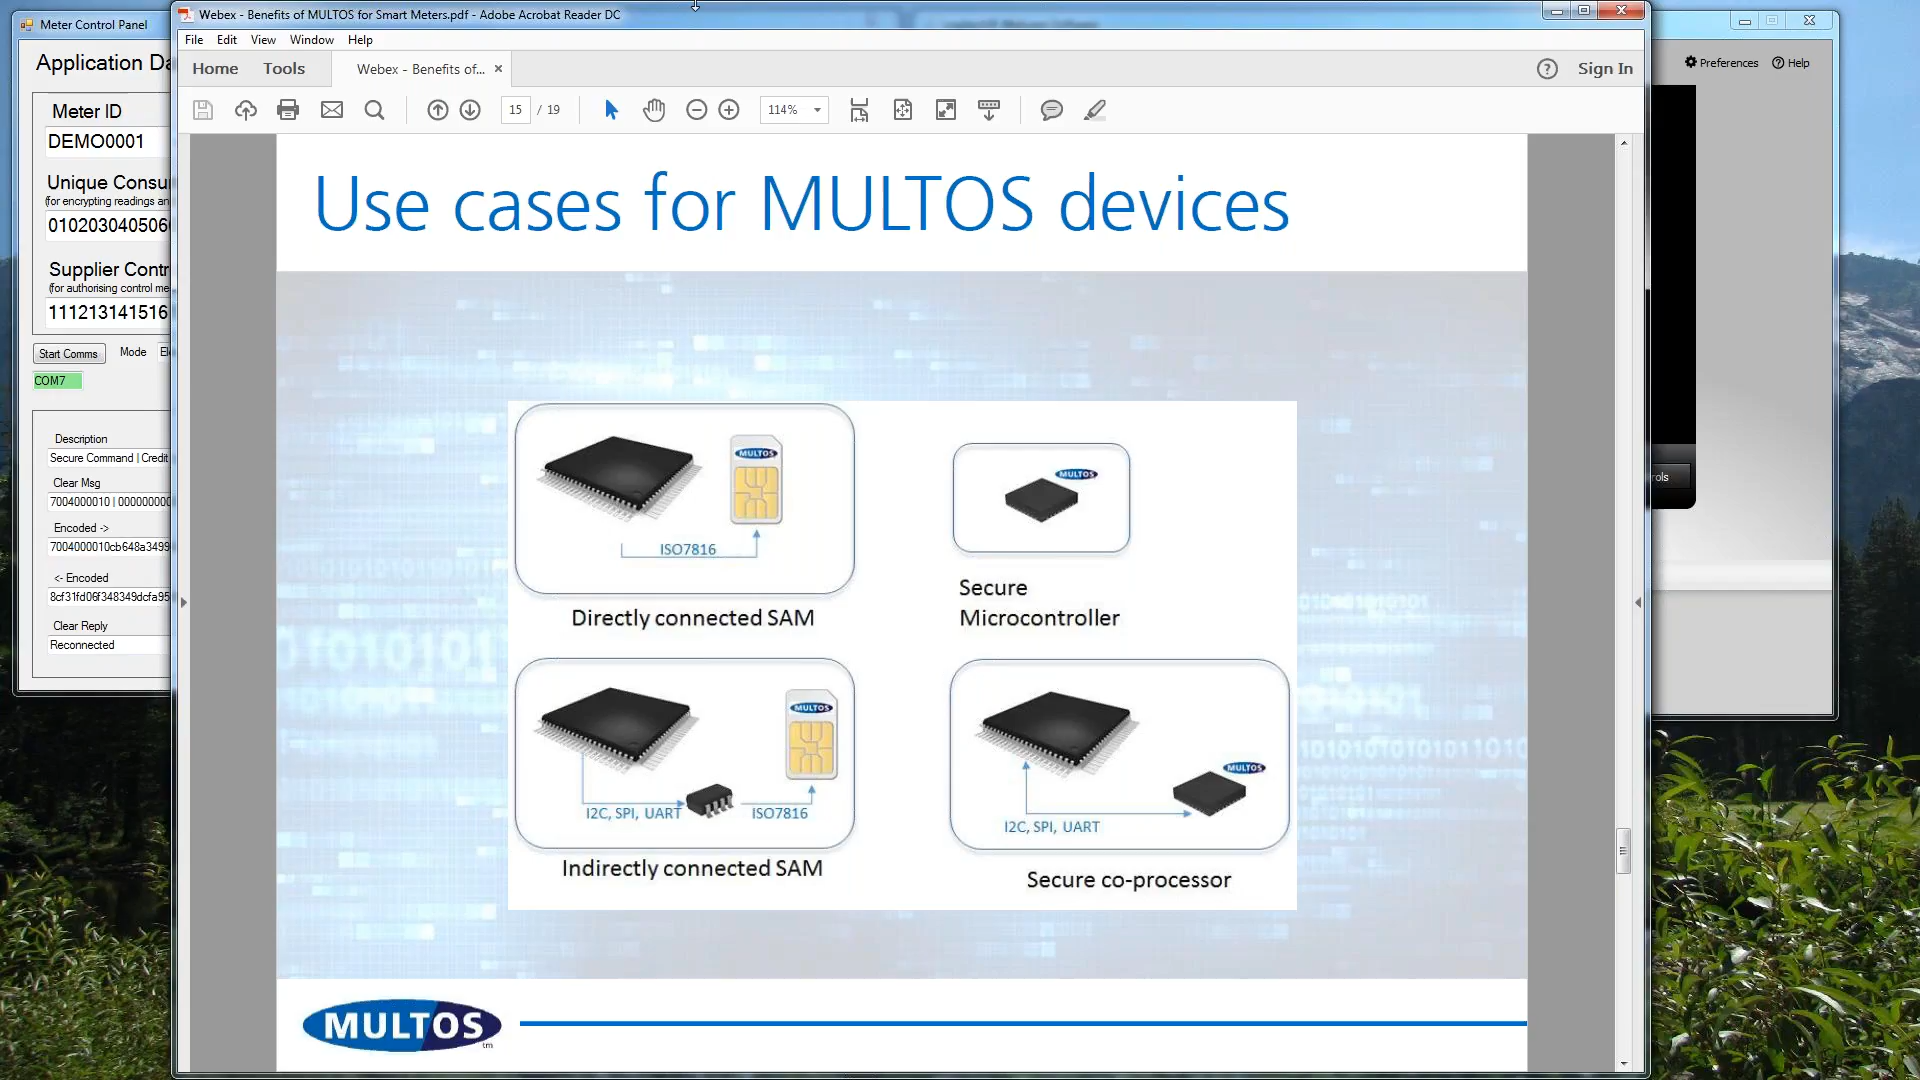 Meter Control Panel
Application Da
Meter ID
DEMO0001
Unique Consu
(for encrypting readings an
0102030405060
Supplier Contr
(for authorising control me
111213141516
Start Comms
Mode
Ele
COM7
Description
Secure Command | Credit
Clear Msg
7004000010 | 000000000
Encoded ->
7004000010cb648a3499
<- Encoded
8cf31fd06f348349dcfa95
Clear Reply
Reconnected
Webex - Benefits of MULTOS for Smart Meters.pdf - Adobe Acrobat Reader DC
File Edit View Window Help
Home Tools Webex - Benefits of... ×
? Sign In
15 / 19
114%
Use cases for MULTOS devices
MULTOS
ISO7816
Directly connected SAM
MULTOS
Secure
Microcontroller
MULTOS
I2C, SPI, UART
ISO7816
Indirectly connected SAM
MULTOS
I2C, SPI, UART
Secure co-processor
MULTOS
tm
Preferences
? Help
rols